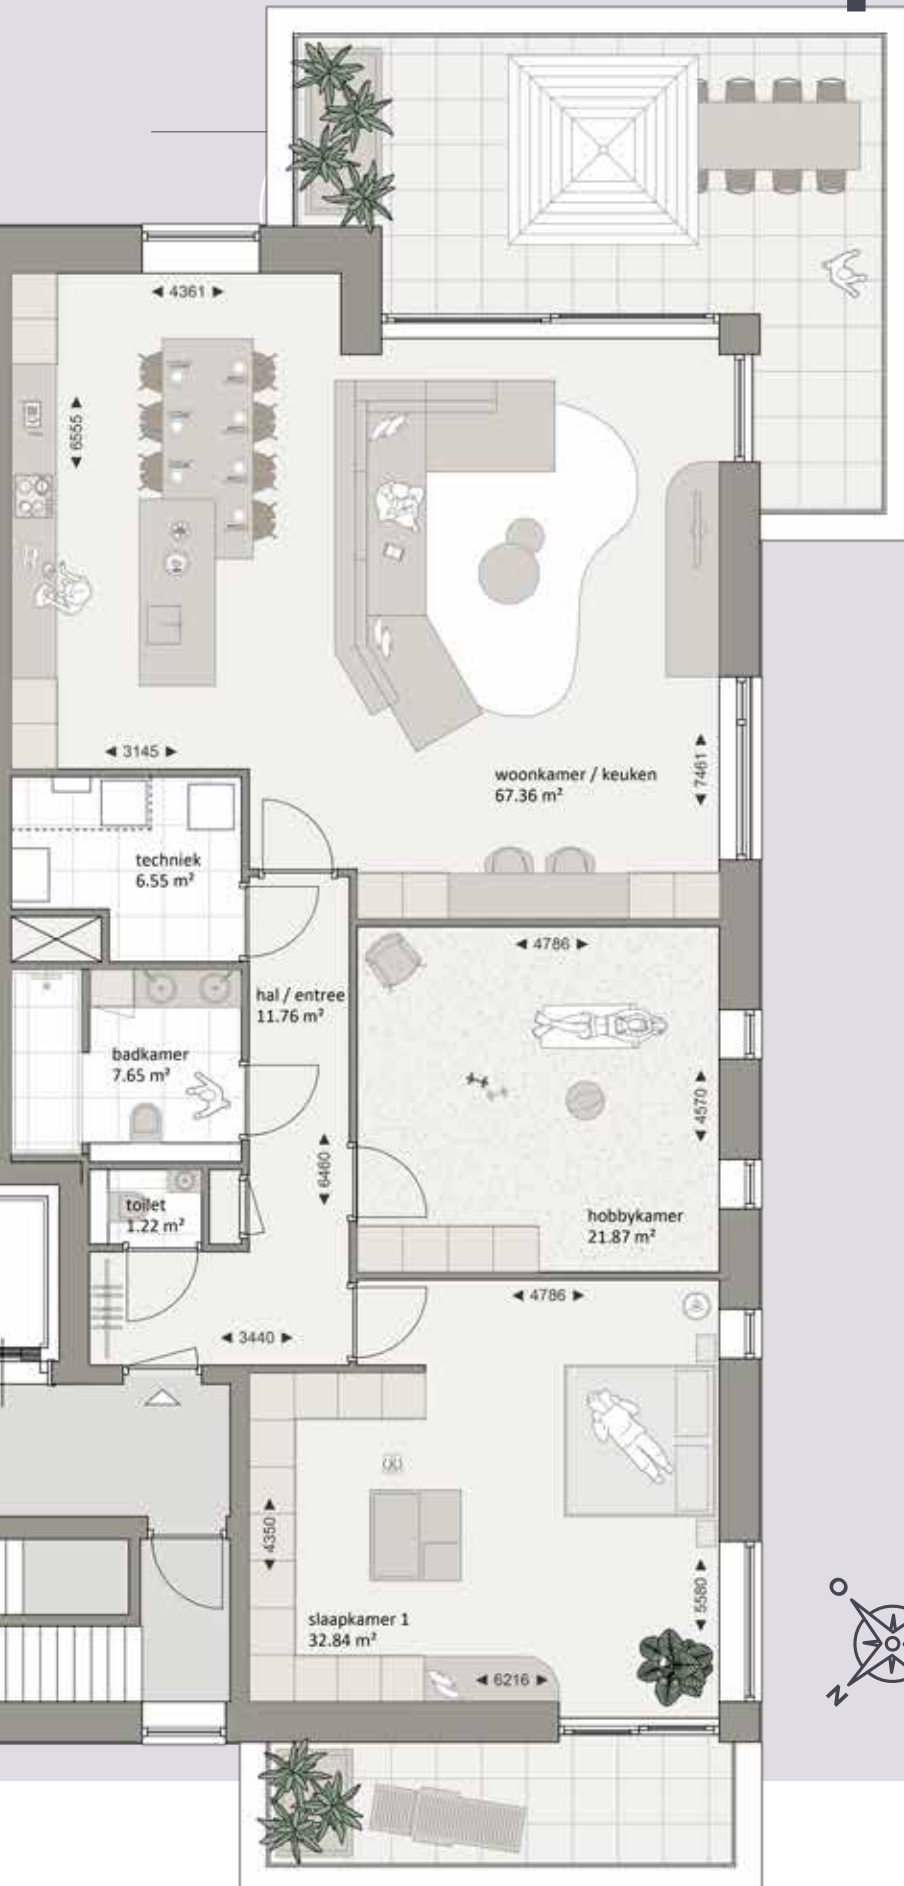 ◄ 4361 ►
◄ 6555 ►
◄ 3145 ►
woonkamer / keuken
67.36 m²
◄ 7461 ►
techniek
6.55 m²
◄ 4786 ►
hal / entree
11.76 m²
badkamer
7.65 m²
◄ 4570 ►
◄ 6460 ►
toilet
1.22 m²
hobbykamer
21.87 m²
◄ 4786 ►
◄ 3440 ►
◄ 4350 ►
◄ 5580 ►
slaapkamer 1
32.84 m²
◄ 6216 ►
O
N